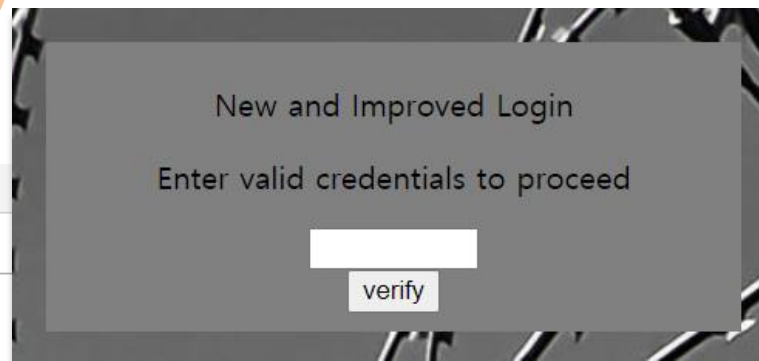 New and Improved Login
Enter valid credentials to proceed
verify